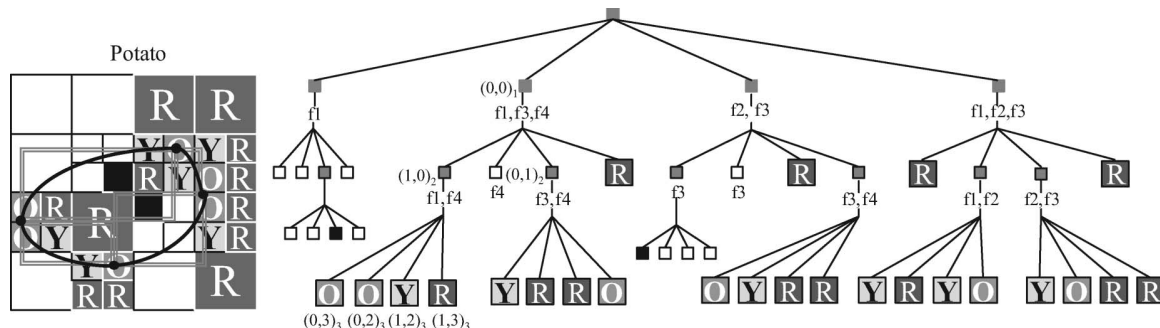 Potato
R R
Y O Y R
R Y O R
O R R O R
O Y Y R
Y O R
R R
(0,0)₁
f1 f1,f3,f4 f2, f3 f1,f2,f3
(1,0)₂ (0,1)₂ R R R
f1,f4 f4 f3,f4 f3 f3 f3,f4 f1,f2 f2,f3
O O Y R Y R R O O Y R R Y R Y O Y O R R
(0,3)₃ (0,2)₃ (1,2)₃ (1,3)₃